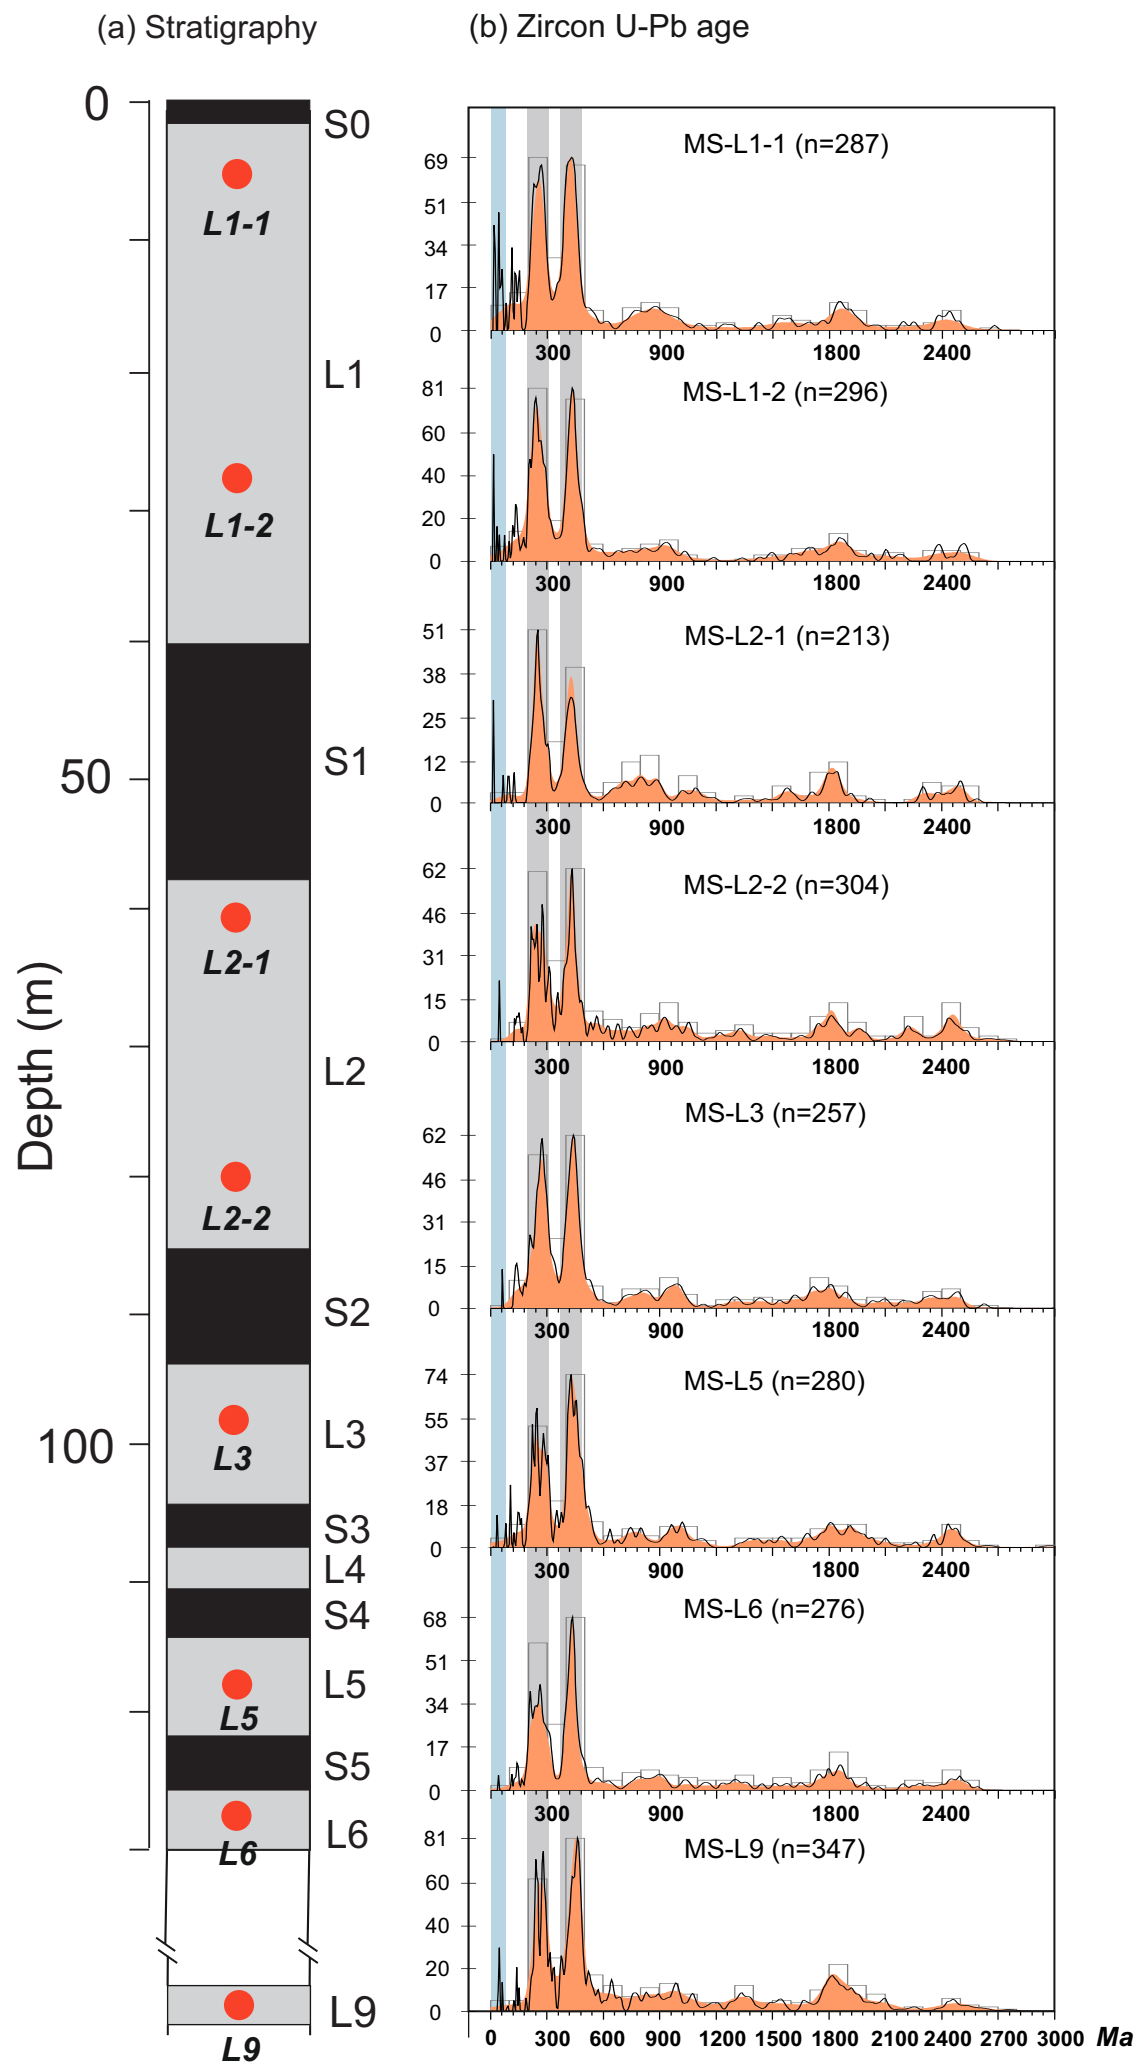 (a) Stratigraphy
(b) Zircon U-Pb age
Depth (m)
0
50
100
S0
L1
S1
L2
S2
L3
S3
L4
S4
L5
S5
L6
L9
L1-1
L1-2
L2-1
L2-2
L3
L5
L6
L9
MS-L1-1 (n=287)
69
51
34
17
0
300 900 1800 2400
MS-L1-2 (n=296)
81
60
40
20
0
300 900 1800 2400
MS-L2-1 (n=213)
51
38
25
12
0
300 900 1800 2400
MS-L2-2 (n=304)
62
46
31
15
0
300 900 1800 2400
MS-L3 (n=257)
62
46
31
15
0
300 900 1800 2400
MS-L5 (n=280)
74
55
37
18
0
300 900 1800 2400
MS-L6 (n=276)
68
51
34
17
0
300 900 1800 2400
MS-L9 (n=347)
81
60
40
20
0
0 300 600 900 1200 1500 1800 2100 2400 2700 3000 Ma